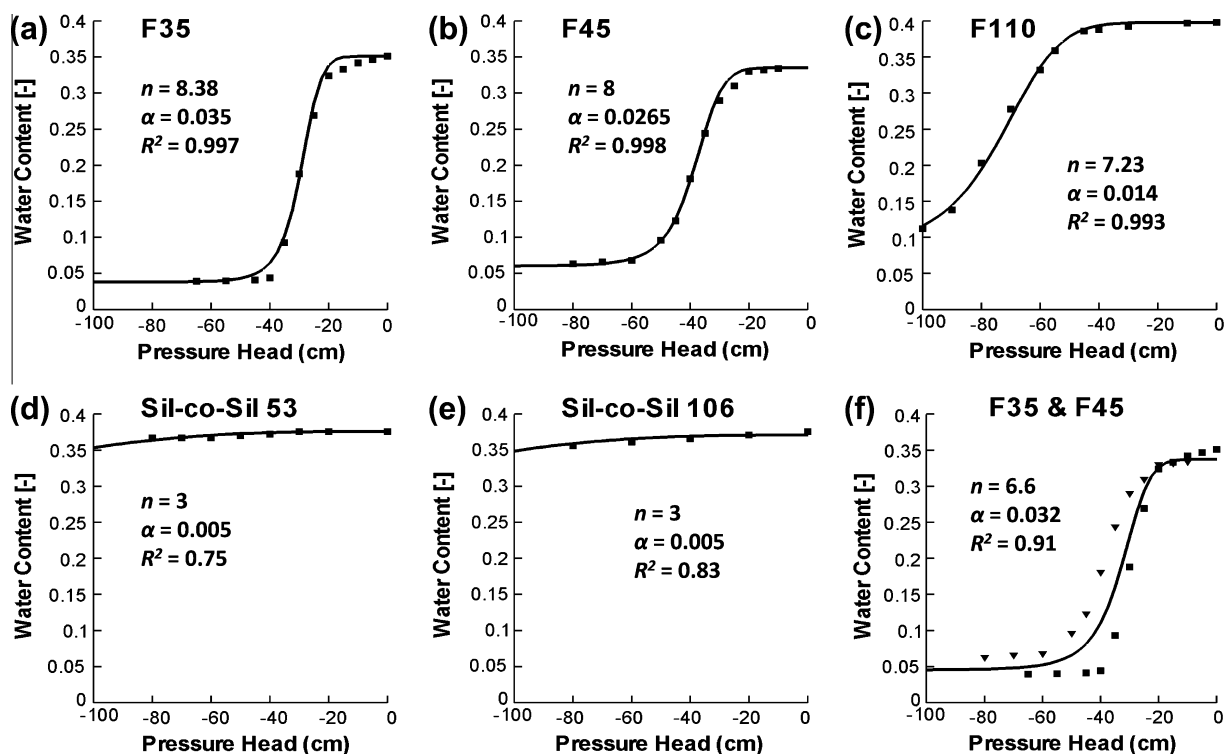 (a) F35
0.4
0.35
0.3
0.25
0.2
0.15
0.1
0.05
0
Water Content [-]
n = 8.38
α = 0.035
R² = 0.997
-100 -80 -60 -40 -20 0
Pressure Head (cm)
(b) F45
0.4
0.35
0.3
0.25
0.2
0.15
0.1
0.05
0
Water Content [-]
n = 8
α = 0.0265
R² = 0.998
-100 -80 -60 -40 -20 0
Pressure Head (cm)
(c) F110
0.4
0.35
0.3
0.25
0.2
0.15
0.1
0.05
0
Water Content [-]
n = 7.23
α = 0.014
R² = 0.993
-100 -80 -60 -40 -20 0
Pressure Head (cm)
(d) Sil-co-Sil 53
0.4
0.35
0.3
0.25
0.2
0.15
0.1
0.05
0
Water Content [-]
n = 3
α = 0.005
R² = 0.75
-100 -80 -60 -40 -20 0
Pressure Head (cm)
(e) Sil-co-Sil 106
0.4
0.35
0.3
0.25
0.2
0.15
0.1
0.05
0
Water Content [-]
n = 3
α = 0.005
R² = 0.83
-100 -80 -60 -40 -20 0
Pressure Head (cm)
(f) F35 & F45
0.4
0.35
0.3
0.25
0.2
0.15
0.1
0.05
0
Water Content [-]
n = 6.6
α = 0.032
R² = 0.91
-100 -80 -60 -40 -20 0
Pressure Head (cm)